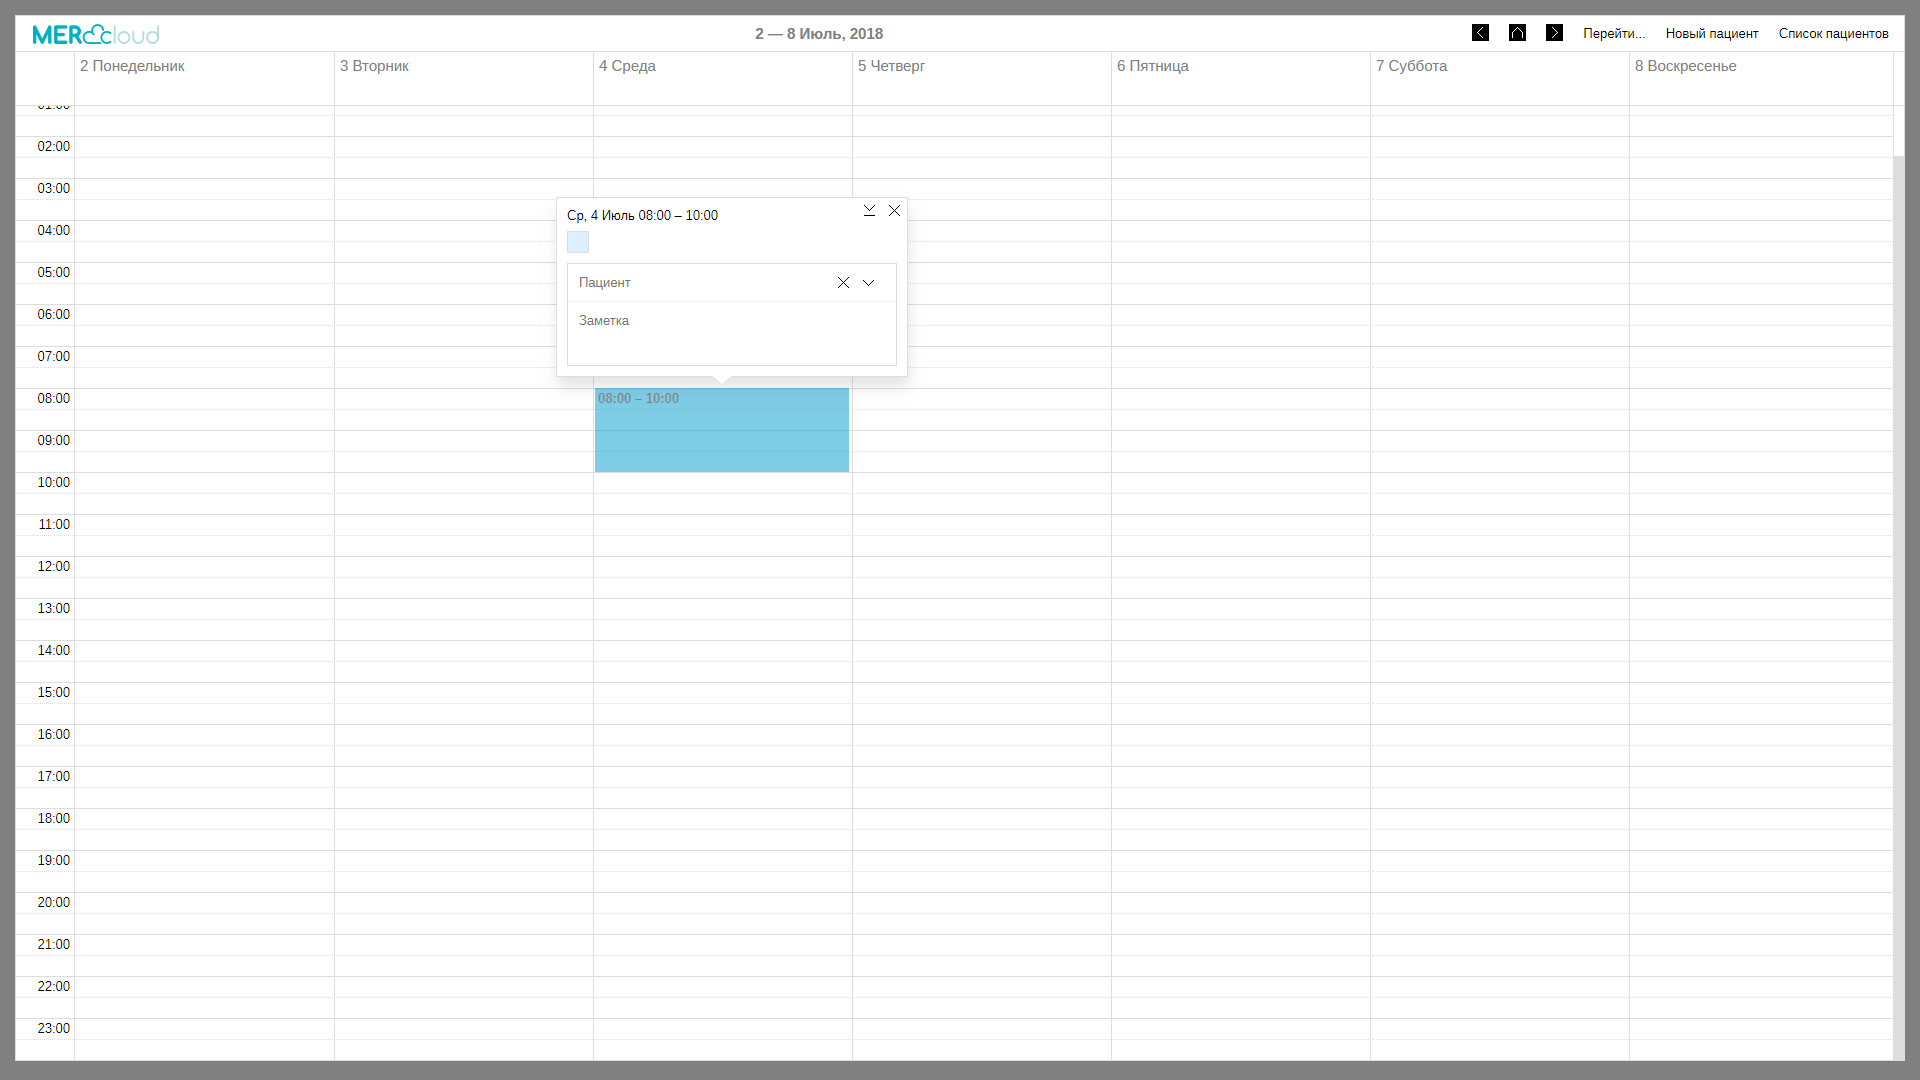 MERCcloud
2 — 8 Июль, 2018
Перейти...
Новый пациент
Список пациентов
2 Понедельник
3 Вторник
4 Среда
5 Четверг
6 Пятница
7 Суббота
8 Воскресенье
01:00
02:00
03:00
04:00
05:00
06:00
07:00
08:00
09:00
10:00
11:00
12:00
13:00
14:00
15:00
16:00
17:00
18:00
19:00
20:00
21:00
22:00
23:00
Ср, 4 Июль 08:00 – 10:00
Пациент
Заметка
08:00 – 10:00